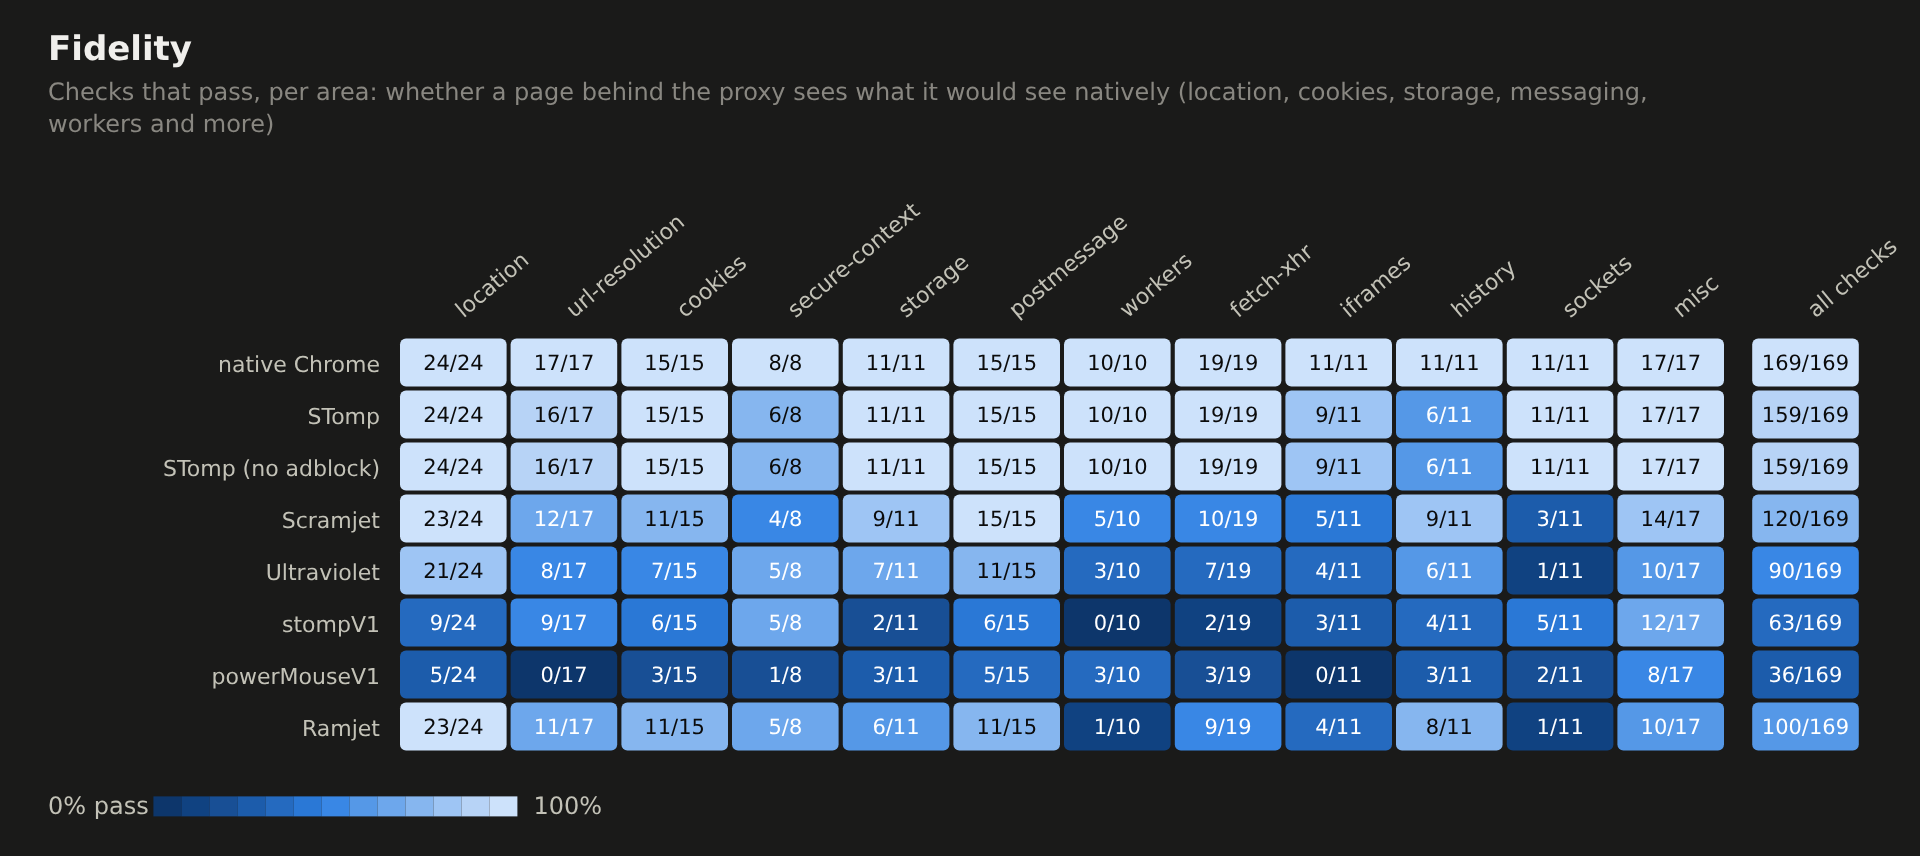 Fidelity
Checks that pass, per area: whether a page behind the proxy sees what it would see natively (location, cookies, storage, messaging,
workers and more)
location url-resolution cookies secure-context storage postmessage workers fetch-xhr iframes history sockets misc all checks
native Chrome 24/24 17/17 15/15 8/8 11/11 15/15 10/10 19/19 11/11 11/11 11/11 17/17 169/169
STomp 24/24 16/17 15/15 6/8 11/11 15/15 10/10 19/19 9/11 6/11 11/11 17/17 159/169
STomp (no adblock) 24/24 16/17 15/15 6/8 11/11 15/15 10/10 19/19 9/11 6/11 11/11 17/17 159/169
Scramjet 23/24 12/17 11/15 4/8 9/11 15/15 5/10 10/19 5/11 9/11 3/11 14/17 120/169
Ultraviolet 21/24 8/17 7/15 5/8 7/11 11/15 3/10 7/19 4/11 6/11 1/11 10/17 90/169
stompV1 9/24 9/17 6/15 5/8 2/11 6/15 0/10 2/19 3/11 4/11 5/11 12/17 63/169
powerMouseV1 5/24 0/17 3/15 1/8 3/11 5/15 3/10 3/19 0/11 3/11 2/11 8/17 36/169
Ramjet 23/24 11/17 11/15 5/8 6/11 11/15 1/10 9/19 4/11 8/11 1/11 10/17 100/169
0% pass 100%